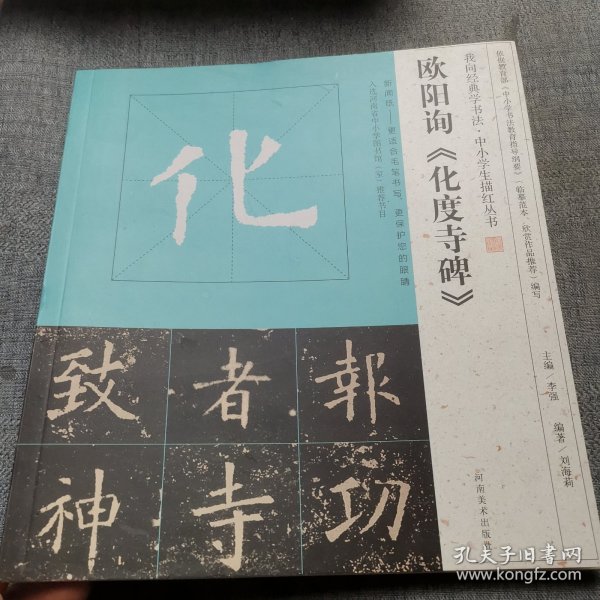 依据教育部《中小学书法教育指导纲要》(临摹范本 欣赏作品推荐)编写
我向经典学书法·中小学生描红丛书
欧阳询《化度寺碑》
新闻纸——更适合毛笔书写，更保护您的眼睛
入选河南省中小学图书馆(室)推荐书目
化
主编/李强
编著/刘海莉
致者報
神寺功
河南美术出版
孔夫子旧书网
www.kongfz.com